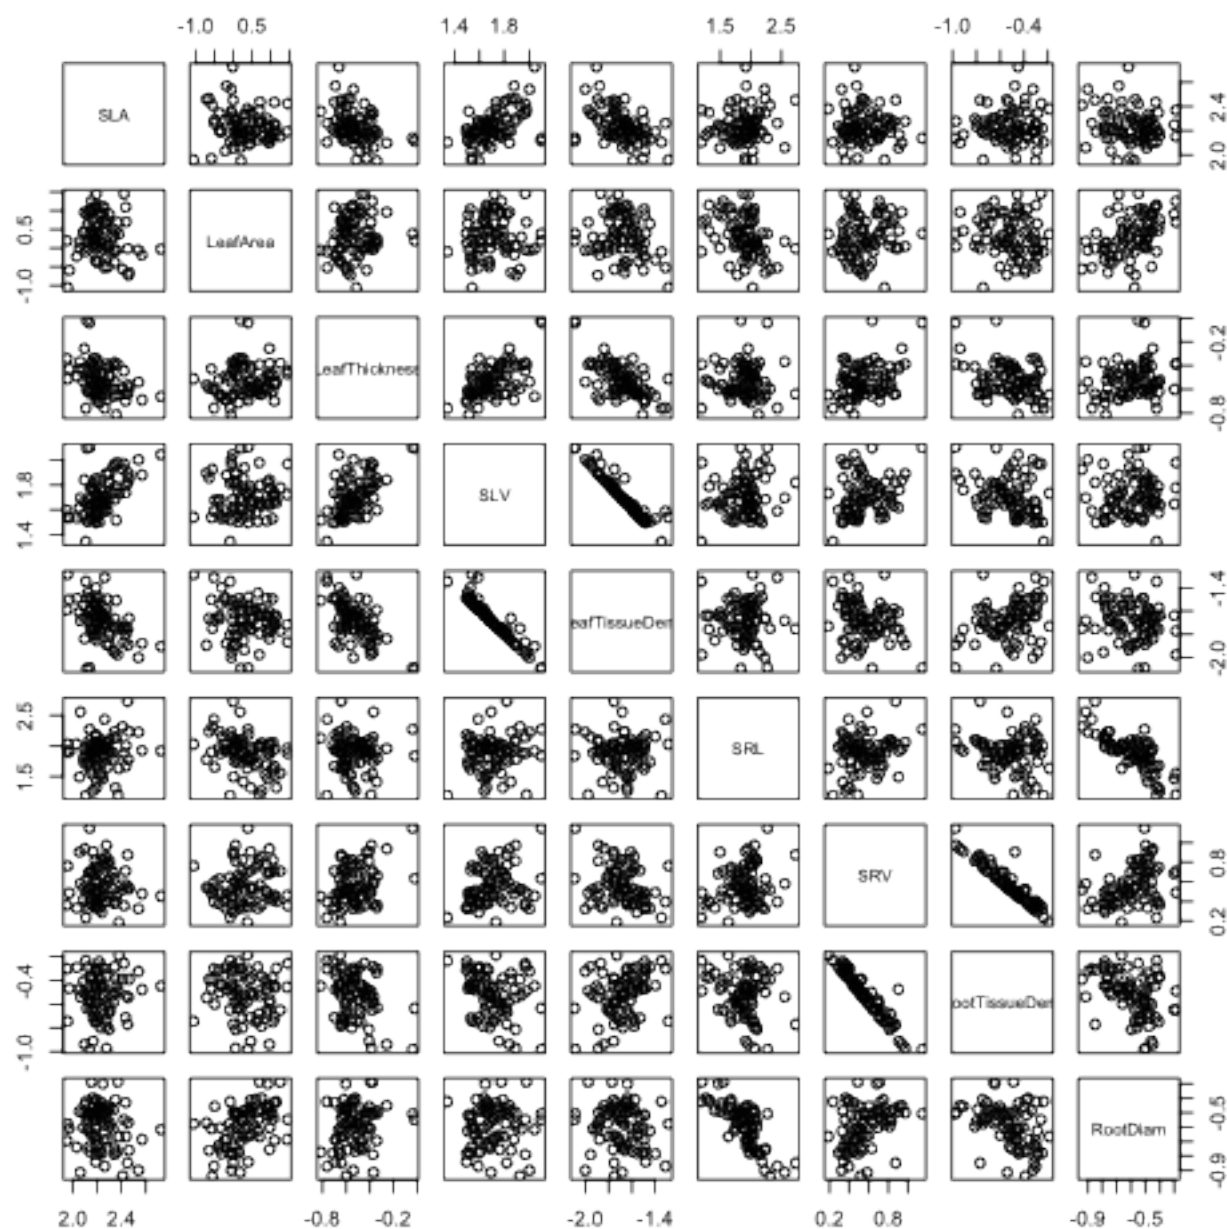 -1.0 0.5 1.4 1.8 1.5 2.5 -1.0 -0.4
SLA 2.0 2.4
-1.0 0.5 LeafArea
LeafThickness -0.8 -0.2
1.4 1.8 SLV
eafTissueDen -2.0 -1.4
1.5 2.5 SRL
SRV 0.2 0.8
-1.0 -0.4 ootTissueDen
RootDiam -0.9 -0.5
2.0 2.4 -0.8 -0.2 -2.0 -1.4 0.2 0.8 -0.9 -0.5